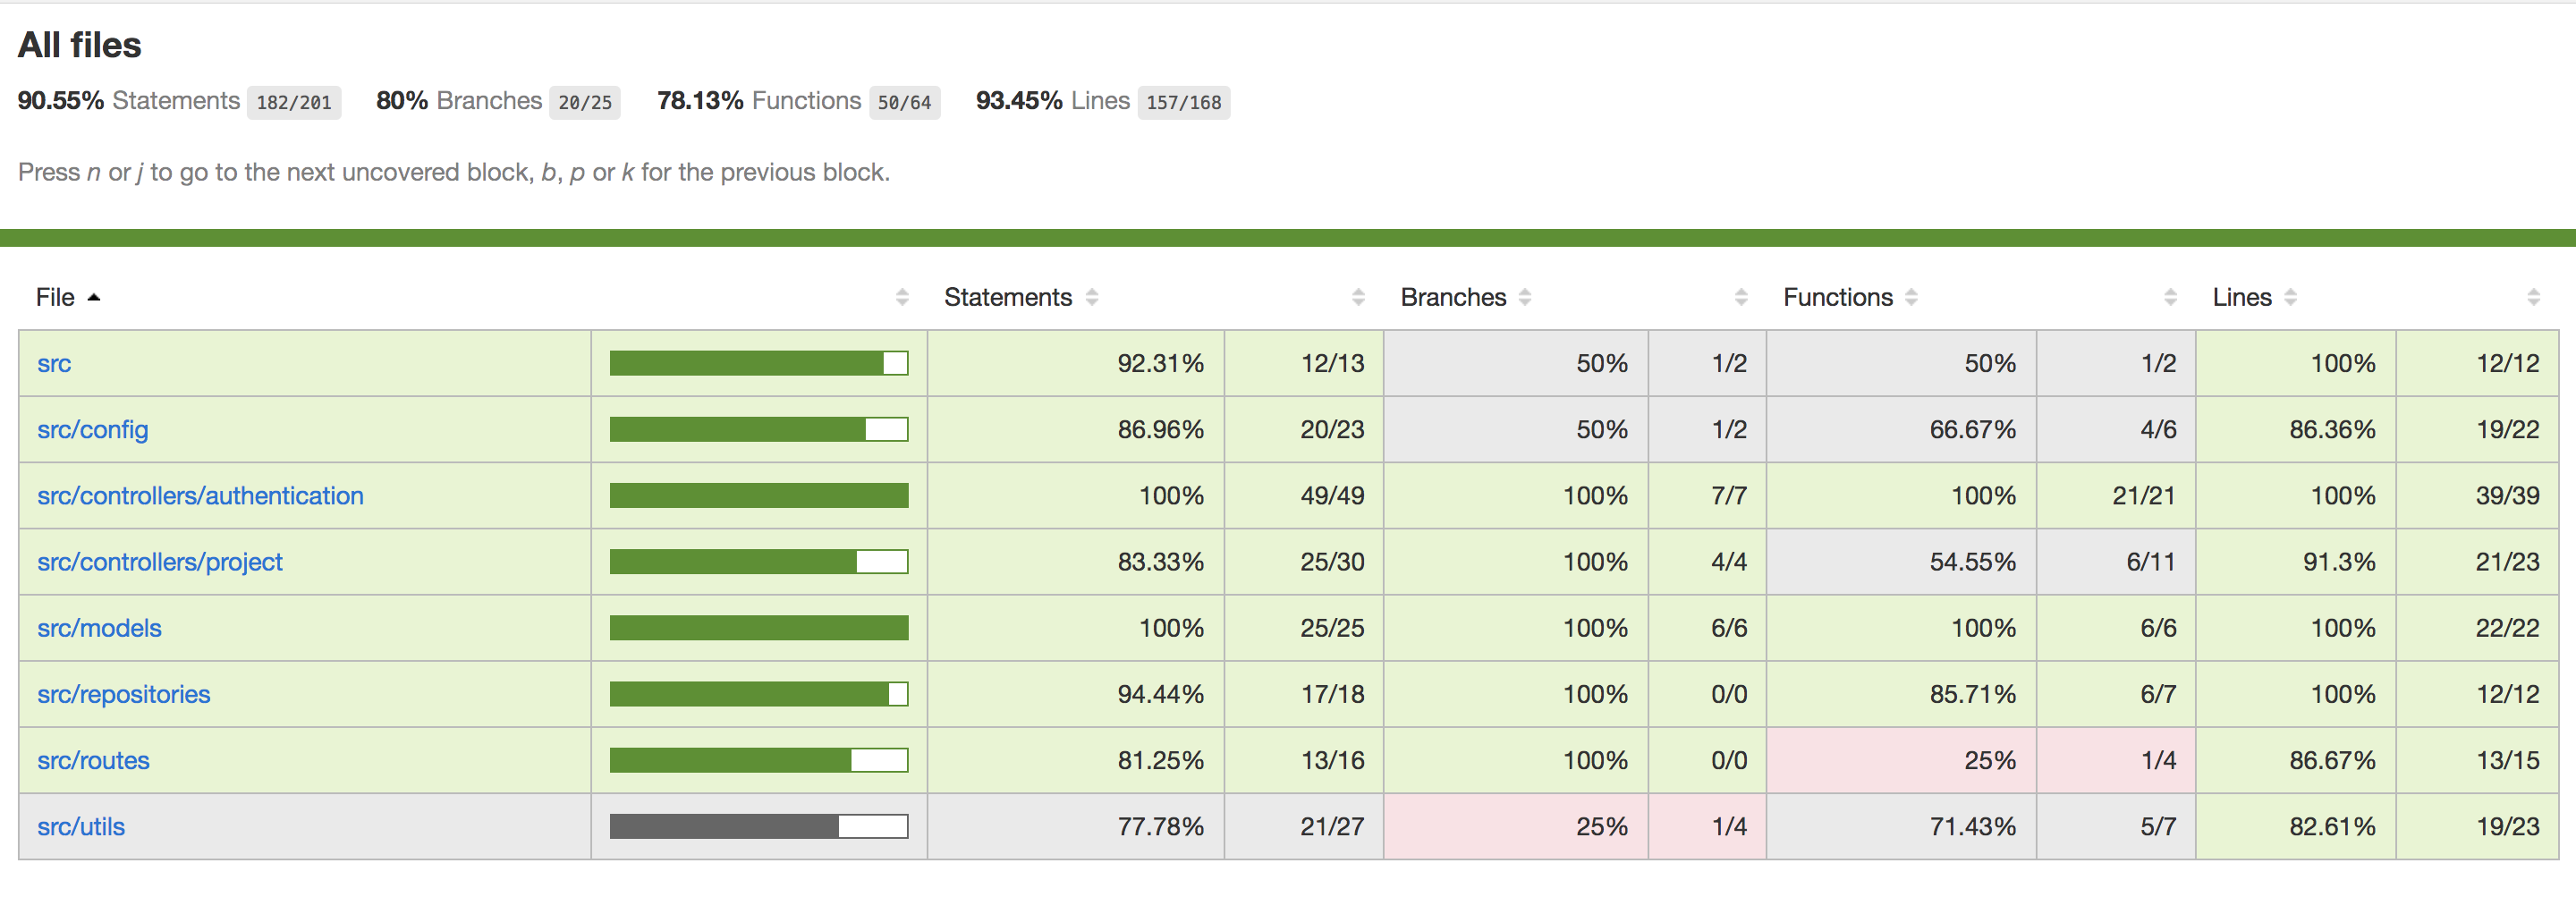 All files
90.55% Statements 182/201 80% Branches 20/25 78.13% Functions 50/64 93.45% Lines 157/168
Press n or j to go to the next uncovered block, b, p or k for the previous block.
File Statements Branches Functions Lines
src 92.31% 12/13 50% 1/2 50% 1/2 100% 12/12
src/config 86.96% 20/23 50% 1/2 66.67% 4/6 86.36% 19/22
src/controllers/authentication 100% 49/49 100% 7/7 100% 21/21 100% 39/39
src/controllers/project 83.33% 25/30 100% 4/4 54.55% 6/11 91.3% 21/23
src/models 100% 25/25 100% 6/6 100% 6/6 100% 22/22
src/repositories 94.44% 17/18 100% 0/0 85.71% 6/7 100% 12/12
src/routes 81.25% 13/16 100% 0/0 25% 1/4 86.67% 13/15
src/utils 77.78% 21/27 25% 1/4 71.43% 5/7 82.61% 19/23